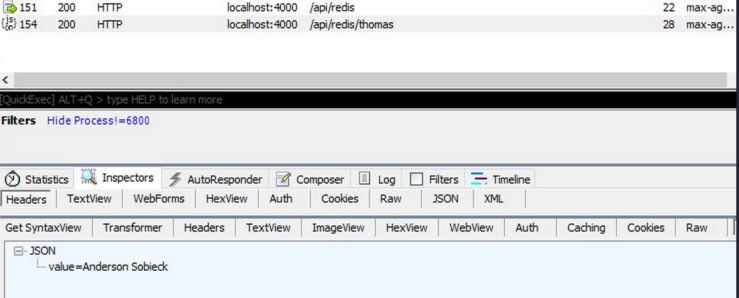 151 200 HTTP localhost:4000 /api/redis 22 max-ag...
154 200 HTTP localhost:4000 /api/redis/thomas 28 max-ag...
[QuickExec] ALT+Q > type HELP to learn more
Filters Hide Process!=6800
Statistics Inspectors AutoResponder Composer Log Filters Timeline
Headers TextView WebForms HexView Auth Cookies Raw JSON XML
Get SyntaxView Transformer Headers TextView ImageView HexView WebView Auth Caching Cookies Raw
JSON
value=Anderson Sobieck